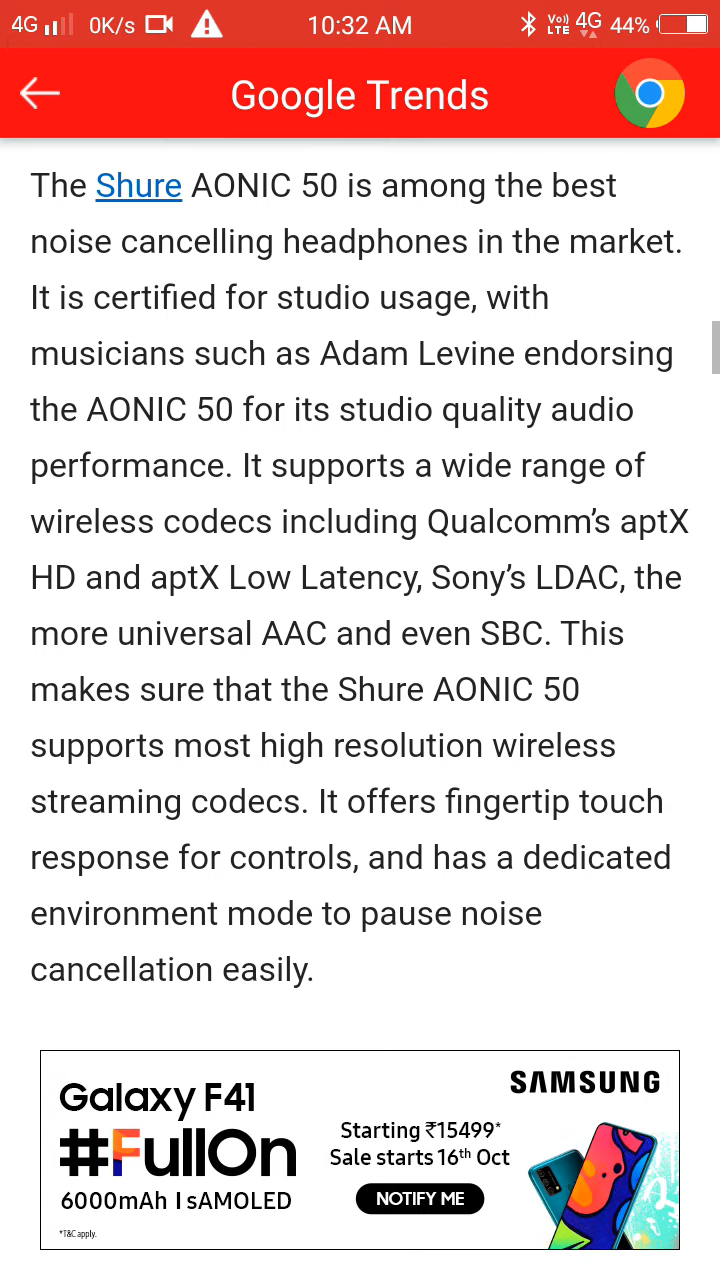 4G 0K/s 10:32 AM Vo)) LTE 4G 44%
Google Trends
The Shure AONIC 50 is among the best
noise cancelling headphones in the market.
It is certified for studio usage, with
musicians such as Adam Levine endorsing
the AONIC 50 for its studio quality audio
performance. It supports a wide range of
wireless codecs including Qualcomm’s aptX
HD and aptX Low Latency, Sony’s LDAC, the
more universal AAC and even SBC. This
makes sure that the Shure AONIC 50
supports most high resolution wireless
streaming codecs. It offers fingertip touch
response for controls, and has a dedicated
environment mode to pause noise
cancellation easily.
SAMSUNG
Galaxy F41
#FullOn
6000mAh I sAMOLED
*T&C apply.
Starting ₹15499*
Sale starts 16th Oct
NOTIFY ME